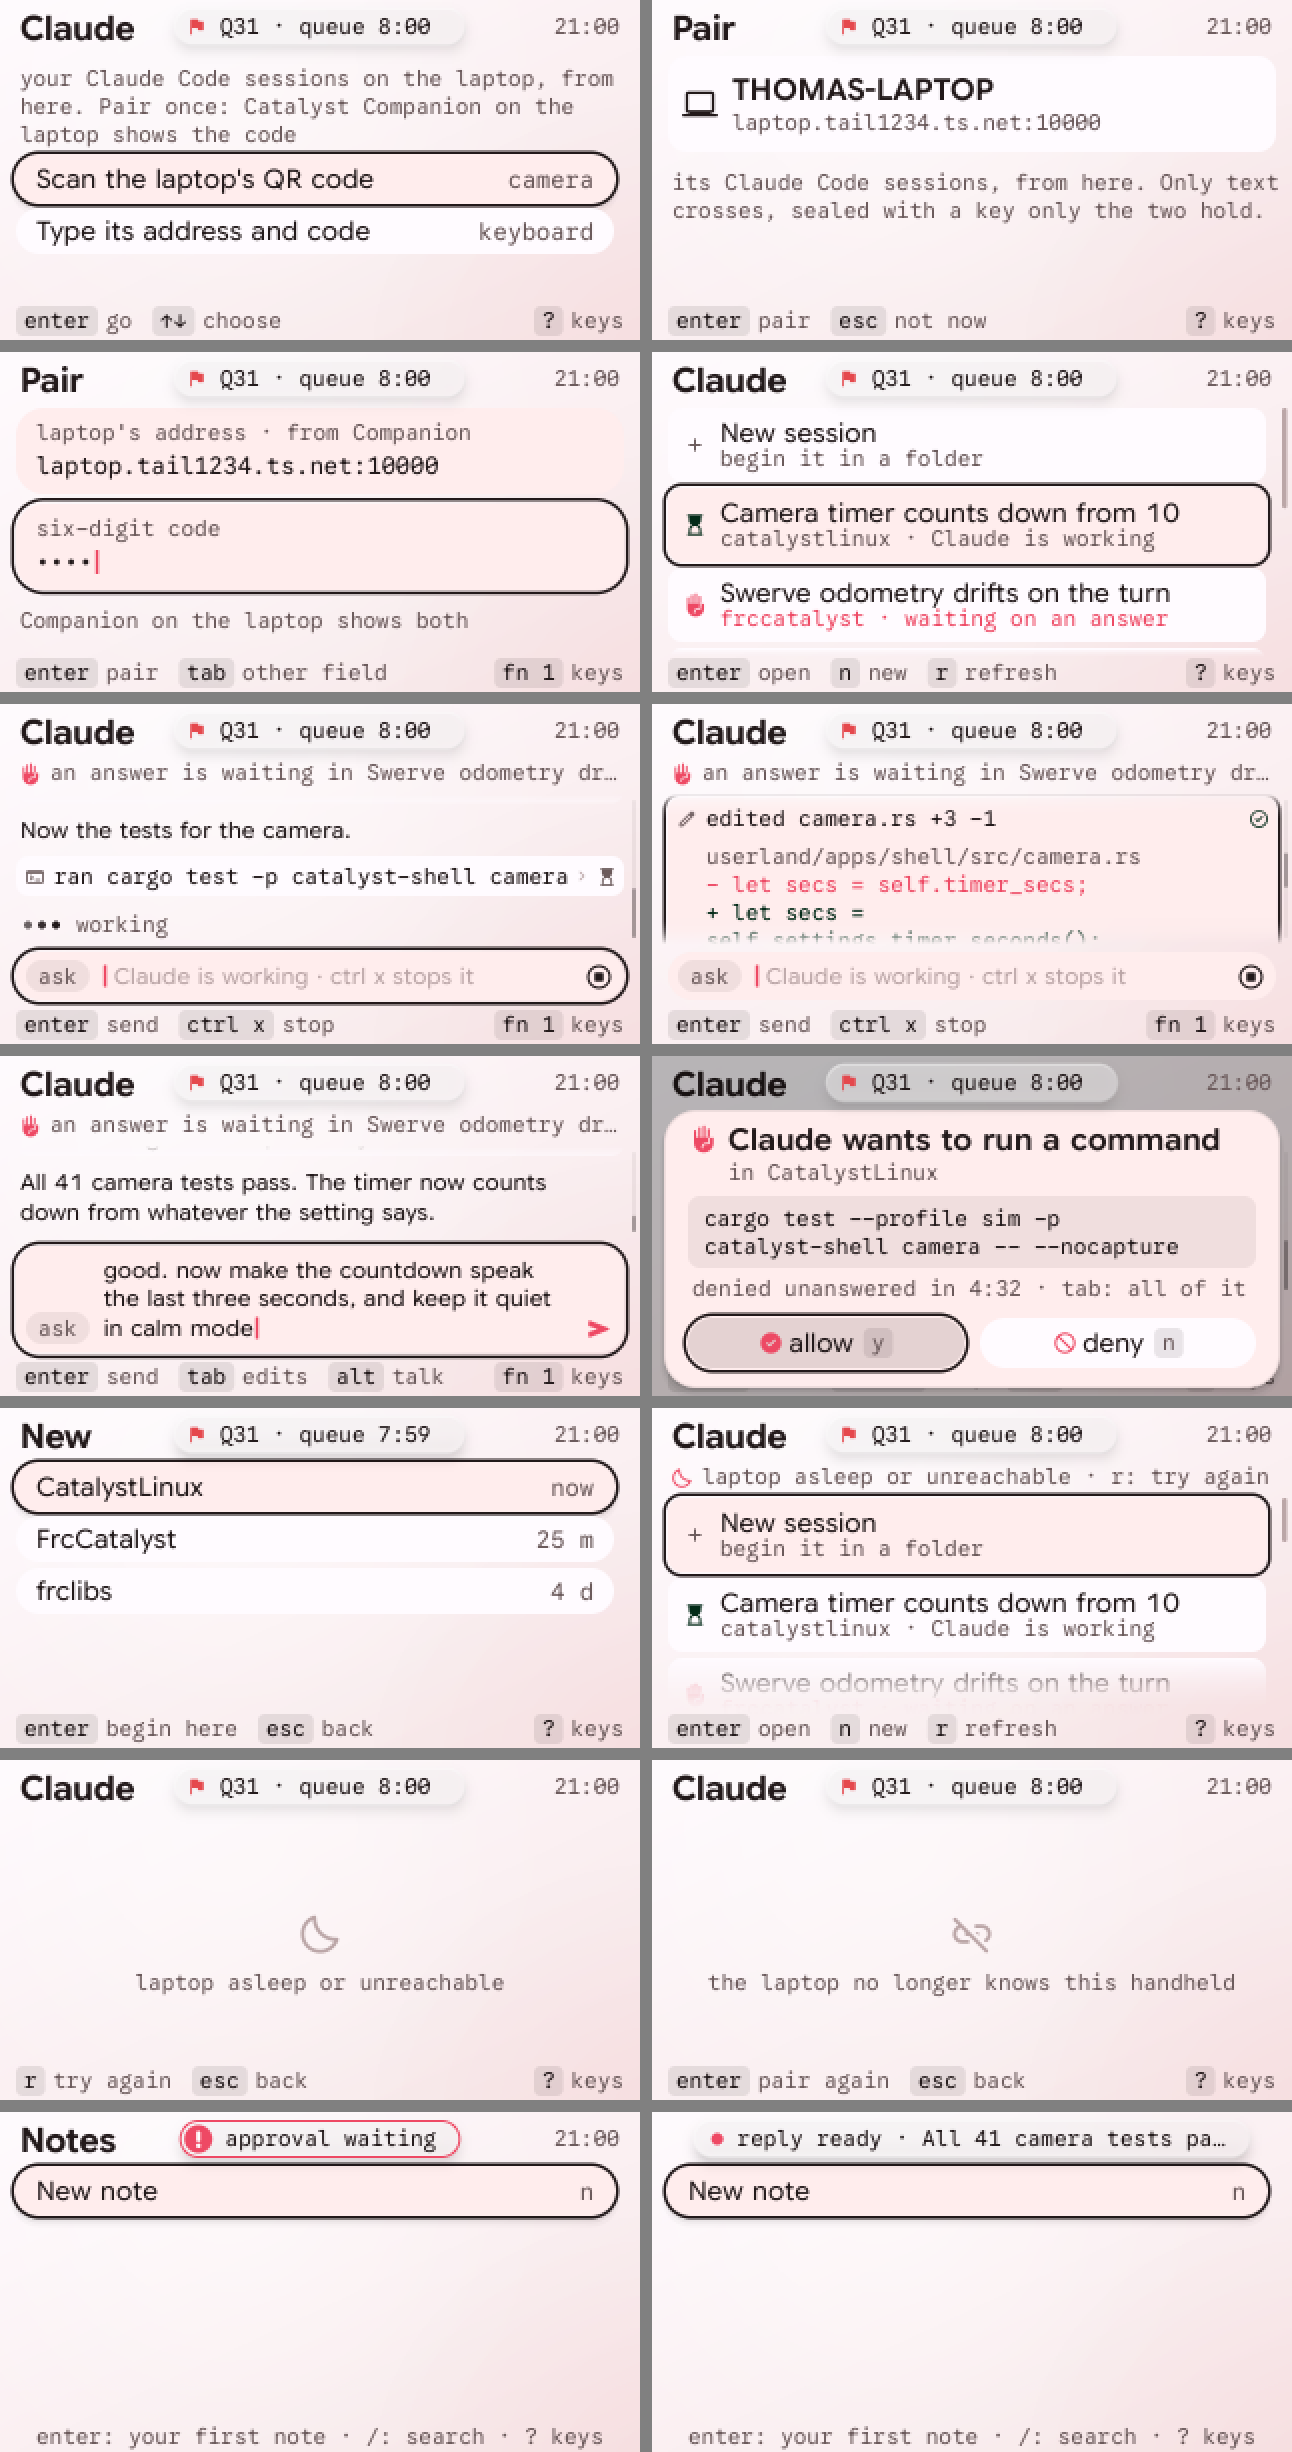 Claude
Q31 · queue 8:00
21:00
your Claude Code sessions on the laptop, from
here. Pair once: Catalyst Companion on the
laptop shows the code
Scan the laptop's QR code
camera
Type its address and code
keyboard
enter go ↑↓ choose
? keys
Pair
Q31 · queue 8:00
21:00
THOMAS-LAPTOP
laptop.tail1234.ts.net:10000
its Claude Code sessions, from here. Only text
crosses, sealed with a key only the two hold.
enter pair esc not now
? keys
Pair
Q31 · queue 8:00
21:00
laptop's address · from Companion
laptop.tail1234.ts.net:10000
six-digit code
••••
Companion on the laptop shows both
enter pair tab other field
fn 1 keys
Claude
Q31 · queue 8:00
21:00
+ New session
begin it in a folder
Camera timer counts down from 10
catalystlinux · Claude is working
Swerve odometry drifts on the turn
frccatalyst · waiting on an answer
enter open n new r refresh
? keys
Claude
Q31 · queue 8:00
21:00
an answer is waiting in Swerve odometry dr…
Now the tests for the camera.
ran cargo test -p catalyst-shell camera ›
••• working
ask Claude is working · ctrl x stops it
enter send ctrl x stop
fn 1 keys
Claude
Q31 · queue 8:00
21:00
an answer is waiting in Swerve odometry dr…
edited camera.rs +3 -1
userland/apps/shell/src/camera.rs
- let secs = self.timer_secs;
+ let secs =
self.settings.timer_seconds();
ask Claude is working · ctrl x stops it
enter send ctrl x stop
fn 1 keys
Claude
Q31 · queue 8:00
21:00
an answer is waiting in Swerve odometry dr…
All 41 camera tests pass. The timer now counts
down from whatever the setting says.
good. now make the countdown speak
the last three seconds, and keep it quiet
ask in calm mode
enter send tab edits alt talk
fn 1 keys
Claude
Q31 · queue 8:00
21:00
Claude wants to run a command
in CatalystLinux
cargo test --profile sim -p
catalyst-shell camera -- --nocapture
denied unanswered in 4:32 · tab: all of it
allow y
deny n
New
Q31 · queue 7:59
21:00
CatalystLinux
now
FrcCatalyst
25 m
frclibs
4 d
enter begin here esc back
? keys
Claude
Q31 · queue 8:00
21:00
laptop asleep or unreachable · r: try again
+ New session
begin it in a folder
Camera timer counts down from 10
catalystlinux · Claude is working
Swerve odometry drifts on the turn
enter open n new r refresh
? keys
Claude
Q31 · queue 8:00
21:00
laptop asleep or unreachable
r try again esc back
? keys
Claude
Q31 · queue 8:00
21:00
the laptop no longer knows this handheld
enter pair again esc back
? keys
Notes
approval waiting
21:00
New note
n
enter: your first note · /: search · ? keys
reply ready · All 41 camera tests pa…
New note
n
enter: your first note · /: search · ? keys